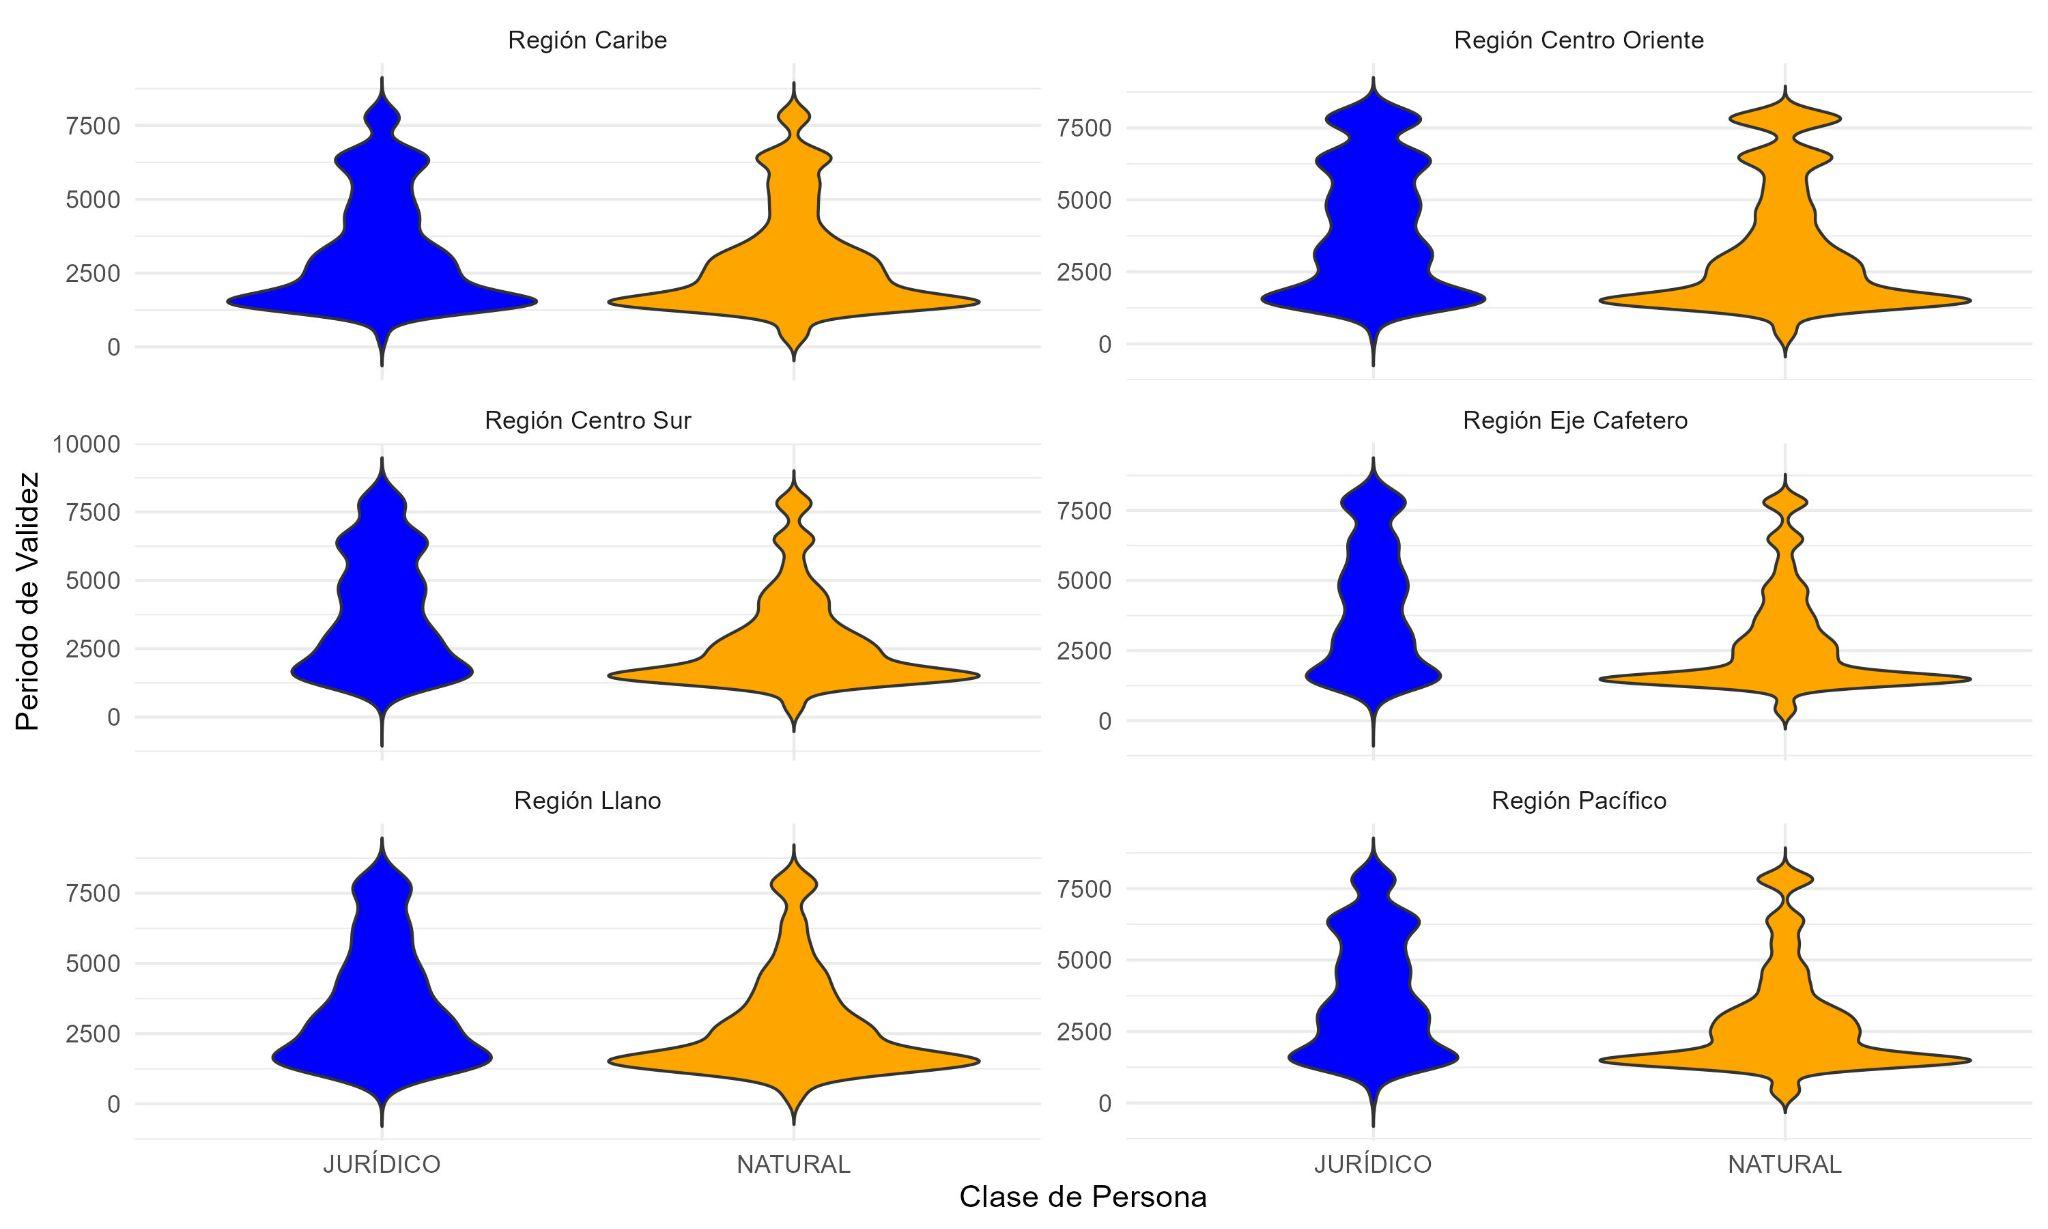 Región Caribe
Región Centro Oriente
7500
5000
2500
0
7500
5000
2500
0
Región Centro Sur
Región Eje Cafetero
10000
7500
5000
2500
0
7500
5000
2500
0
Periodo de Validez
Región Llano
Región Pacífico
7500
5000
2500
0
7500
5000
2500
0
JURÍDICO
NATURAL
JURÍDICO
NATURAL
Clase de Persona